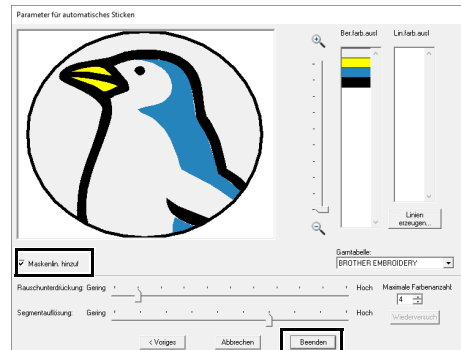 Parameter für automatisches Sticken
Ber.farb.ausl Lin.farb.ausl
Linien
erzeugen...
Maskenlin. hinzuf
Garntabelle:
BROTHER EMBROIDERY
Rauschunterdrückung: Gering Hoch Maximale Farbenanzahl:
4
Segmentauflösung: Gering Hoch Wiederversuch
< Voriges Abbrechen Beenden